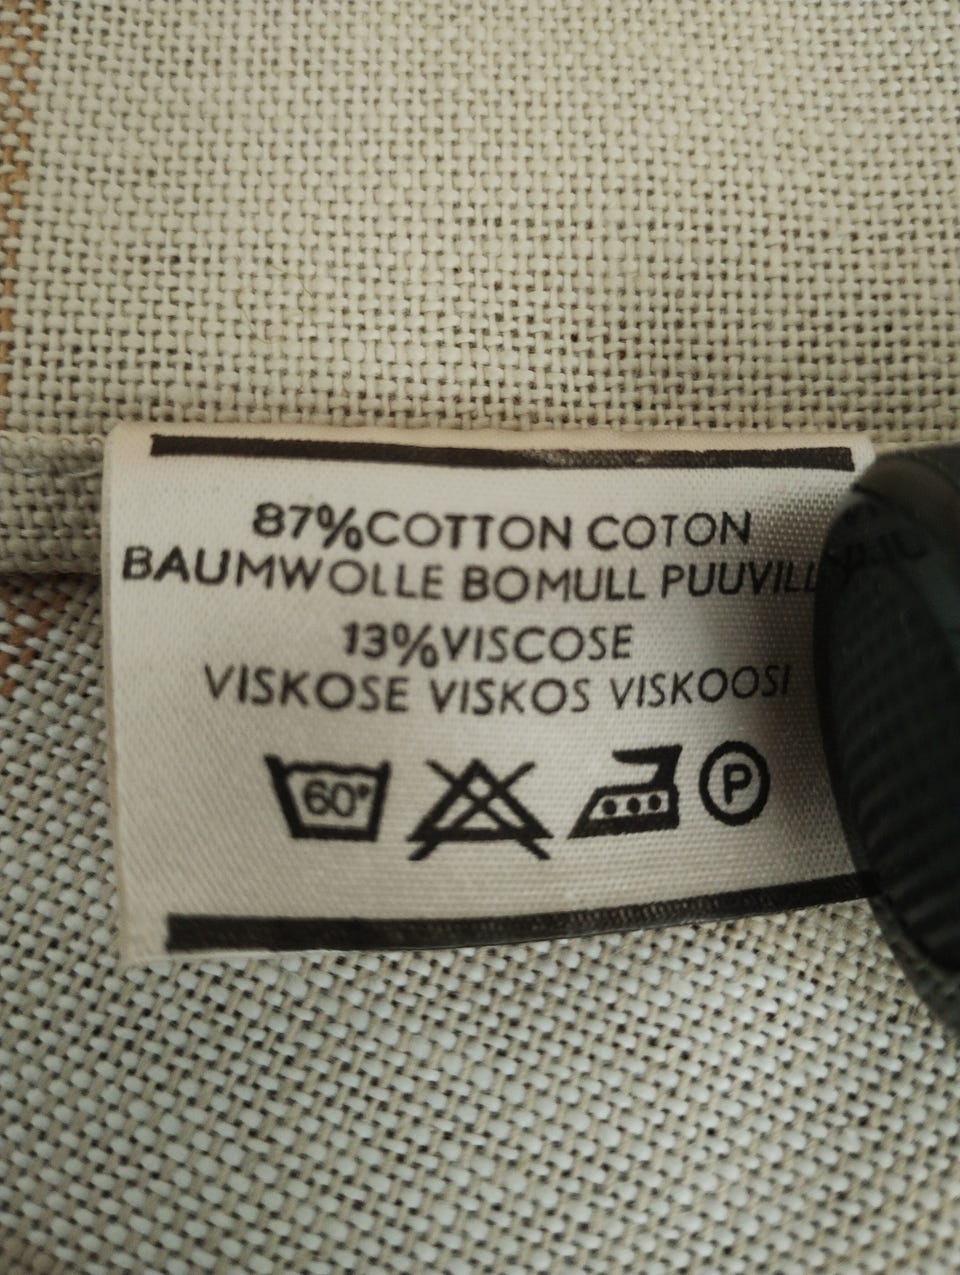 87%COTTON COTON
BAUMWOLLE BOMULL
13%VISCOSE
VISKOSE VISKOS VISKOOSI
60°
P